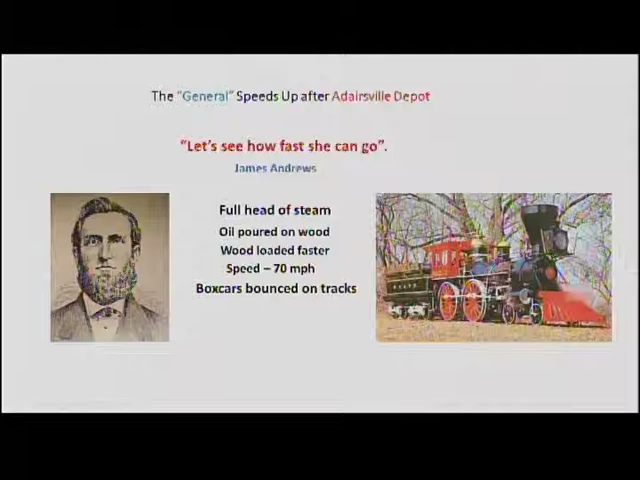 The “General” Speeds Up after Adairsville Depot
“Let’s see how fast she can go”.
James Andrews
Full head of steam
Oil poured on wood
Wood loaded faster
Speed – 70 mph
Boxcars bounced on tracks